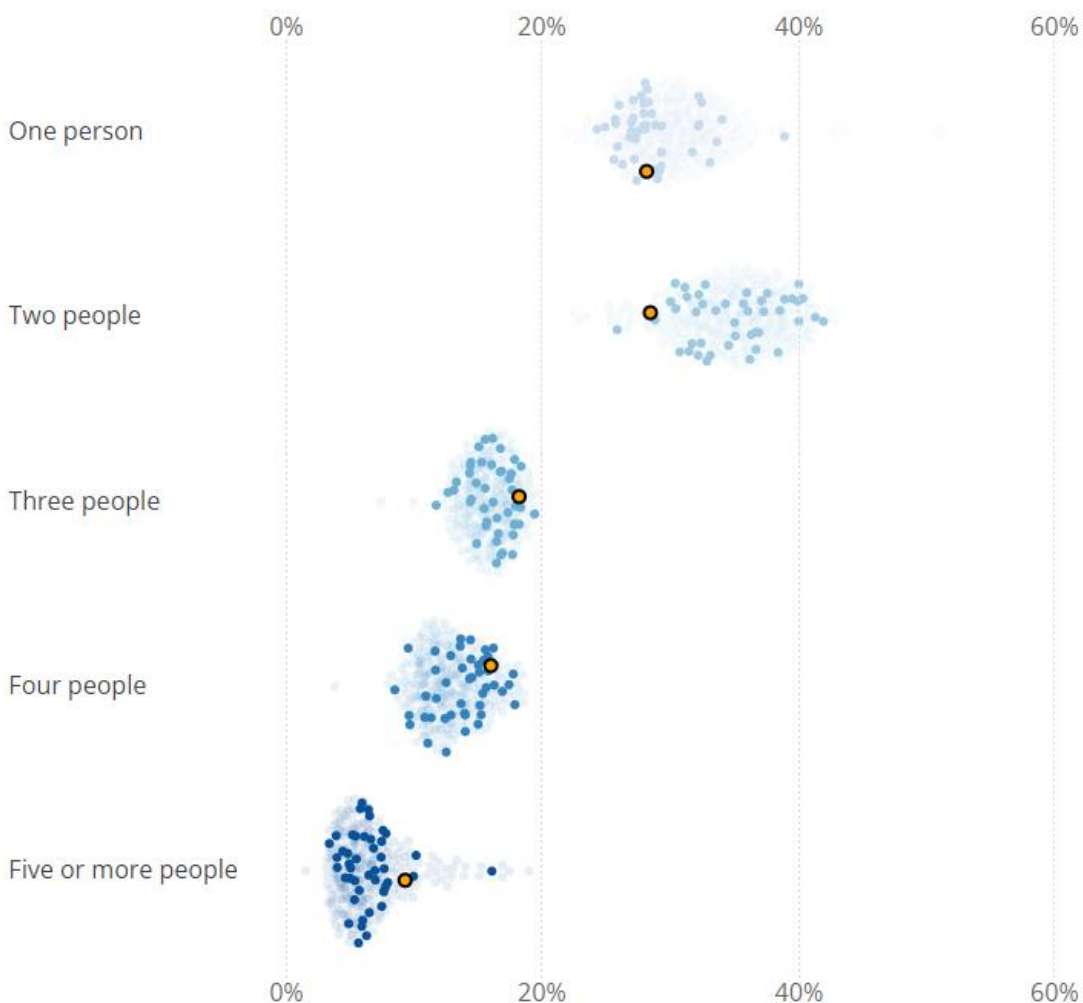 0% 20% 40% 60%
One person
Two people
Three people
Four people
Five or more people
0% 20% 40% 60%